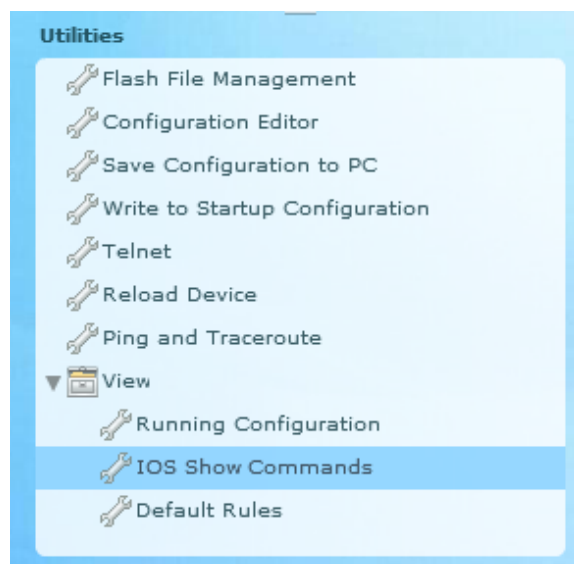 Utilities
Flash File Management
Configuration Editor
Save Configuration to PC
Write to Startup Configuration
Telnet
Reload Device
Ping and Traceroute
View
Running Configuration
IOS Show Commands
Default Rules